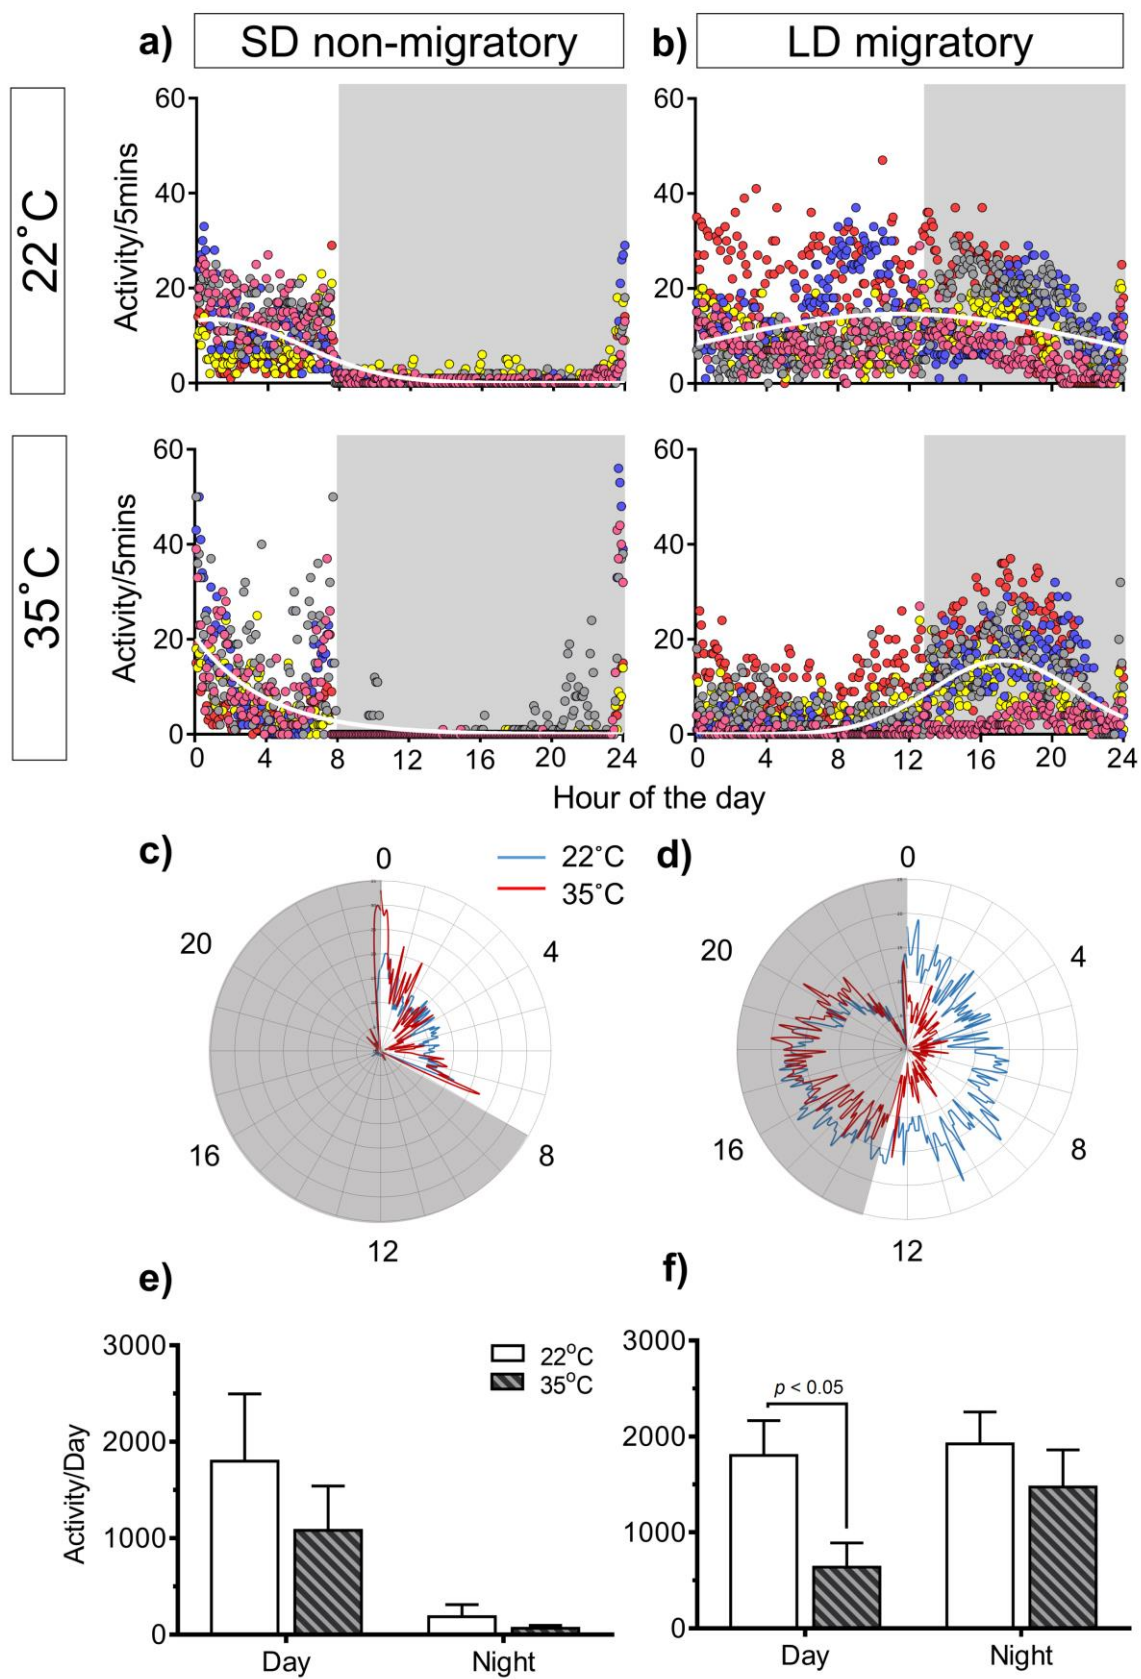 a) SD non-migratory
b) LD migratory
22°C
Activity/5mins
60
40
20
0
60
40
20
0
35°C
Activity/5mins
60
40
20
0
0 4 8 12 16 20 24
60
40
20
0
0 4 8 12 16 20 24
Hour of the day
c)
0
4
8
12
16
20
22°C
35°C
d)
0
4
8
12
16
20
e)
Activity/Day
3000
2000
1000
0
Day Night
22°C
35°C
f)
3000
2000
1000
0
p < 0.05
Day Night